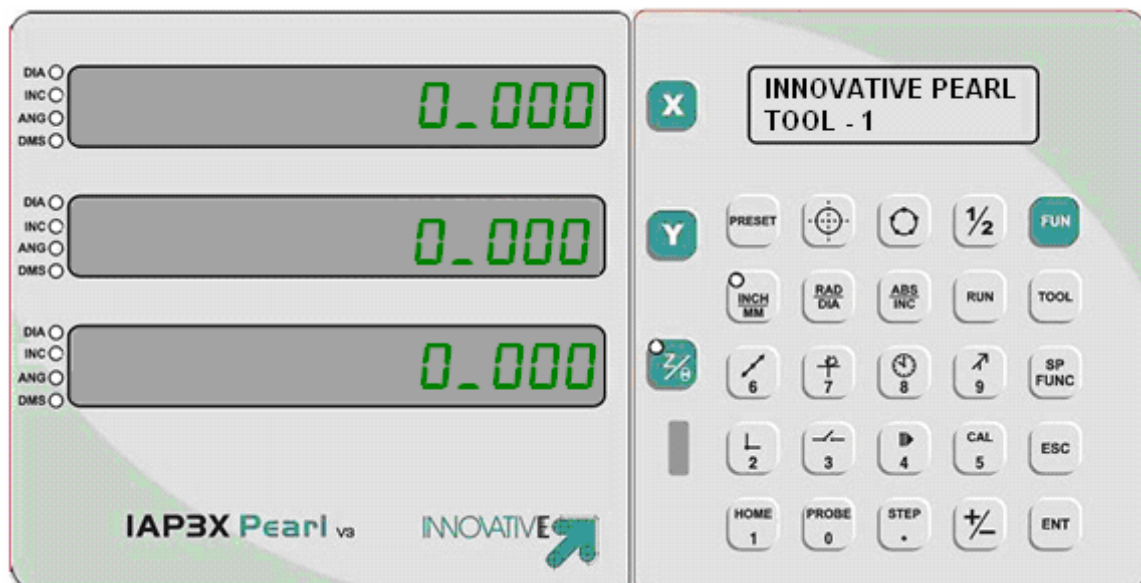 DIA
INC
ANG
DMS
0_000
DIA
INC
ANG
DMS
0_000
DIA
INC
ANG
DMS
0_000
IAP3X Pearl V3
INNOVATIVE
X
Y
Z/θ
INNOVATIVE PEARL
TOOL - 1
PRESET
1/2
FUN
INCH
MM
RAD
DIA
ABS
INC
RUN
TOOL
6
7
8
9
SP
FUNC
2
3
4
CAL
5
ESC
HOME
1
PROBE
0
STEP
.
+/-
ENT